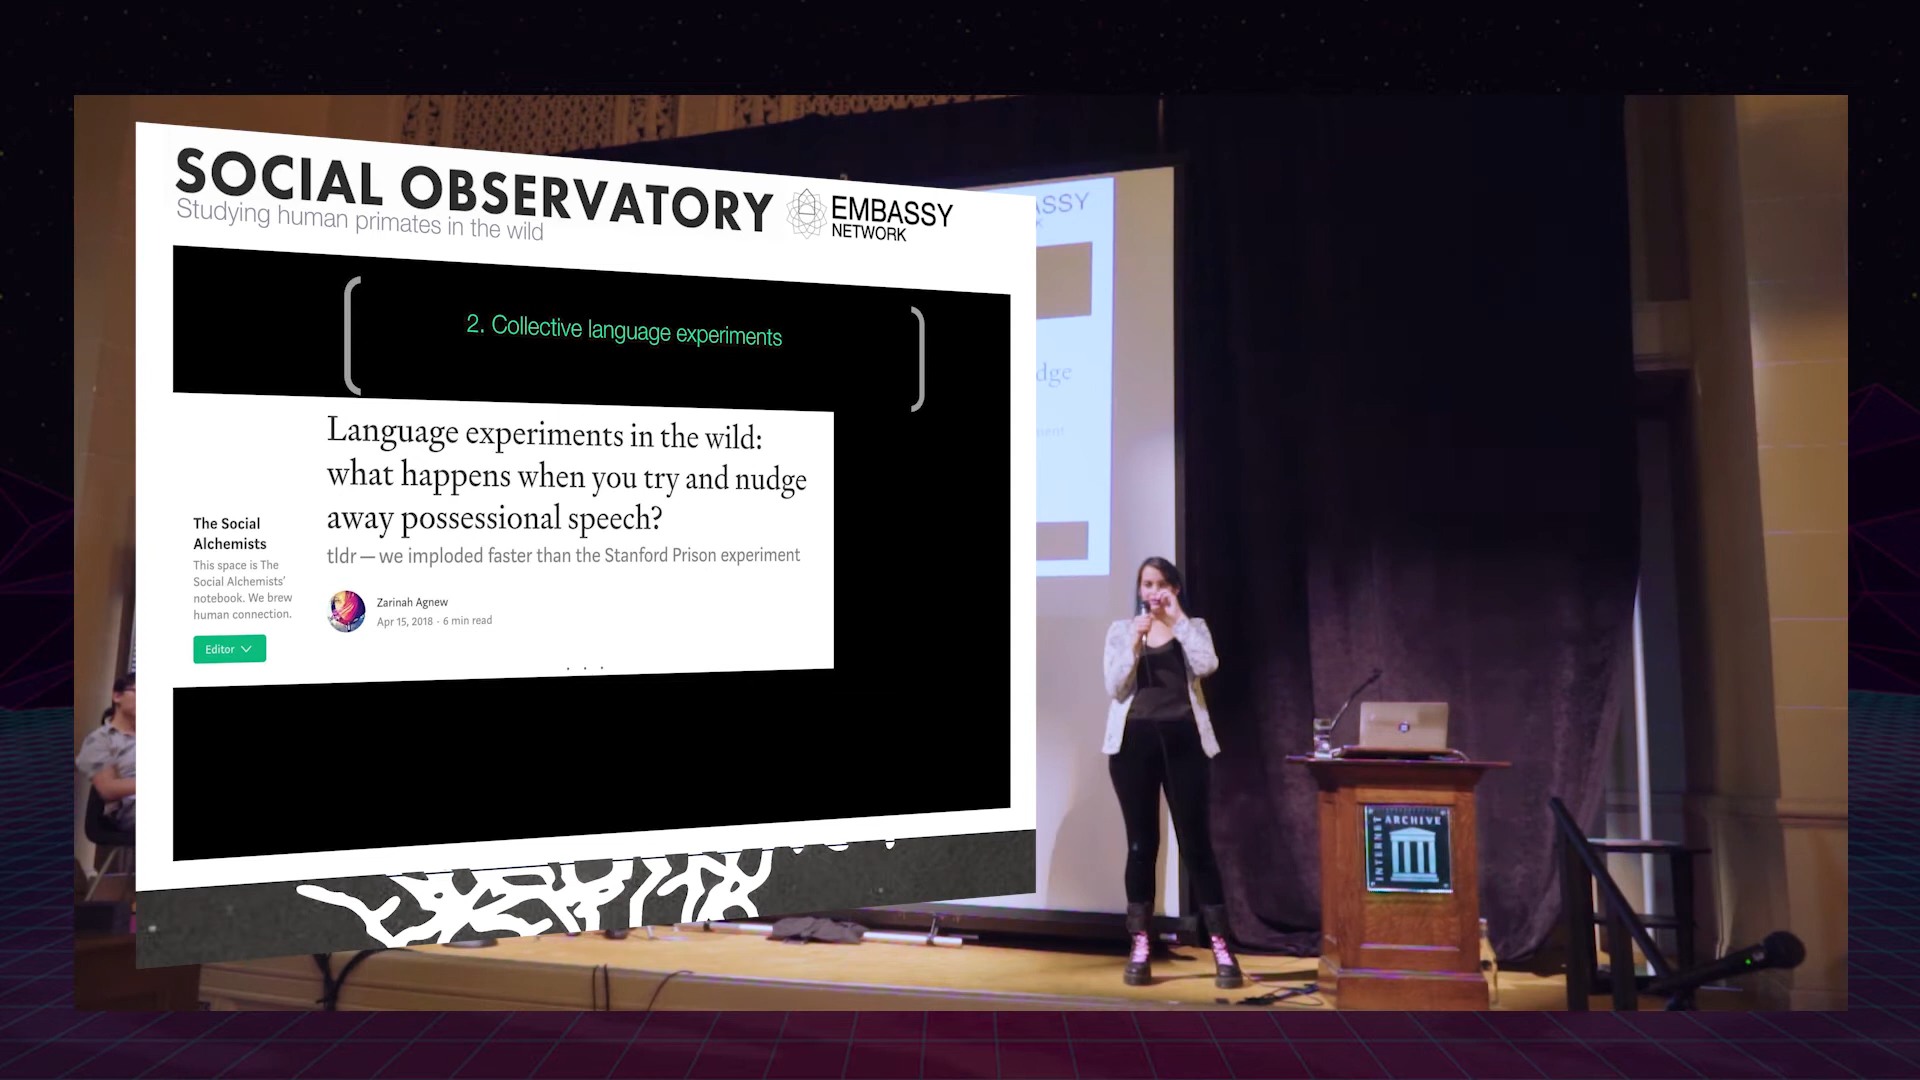 SOCIAL OBSERVATORY
Studying human primates in the wild
EMBASSY
NETWORK
2. Collective language experiments
Language experiments in the wild:
what happens when you try and nudge
away possessional speech?
tldr — we imploded faster than the Stanford Prison experiment
The Social
Alchemists
This space is The
Social Alchemists'
notebook. We brew
human connection.
Editor
Zarinah Agnew
Apr 15, 2018 · 6 min read
ASSY
K
dge
ment
INTERNET
ARCHIVE